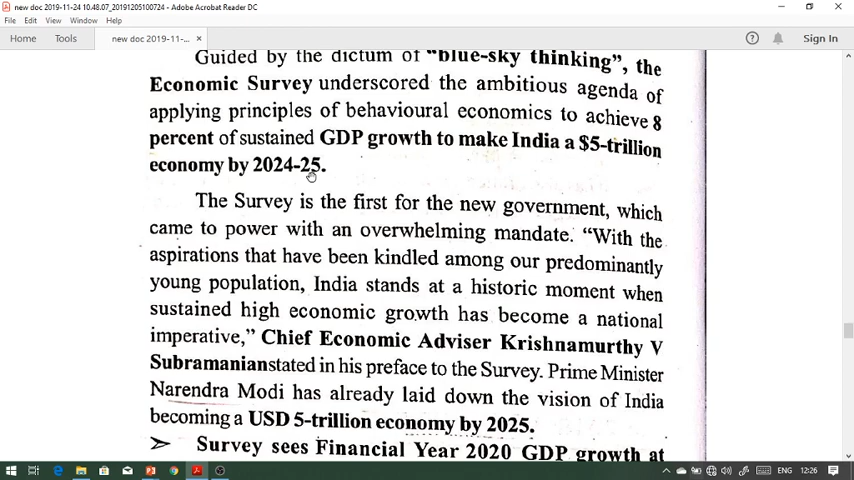 new doc 2019-11-24 10.48.07_20191205100724 - Adobe Acrobat Reader DC
File Edit View Window Help
Home Tools new doc 2019-11-... × Sign In
Guided by the dictum of “blue-sky thinking”, the
Economic Survey underscored the ambitious agenda of
applying principles of behavioural economics to achieve 8
percent of sustained GDP growth to make India a $5-trillion
economy by 2024-25.
The Survey is the first for the new government, which
came to power with an overwhelming mandate. “With the
aspirations that have been kindled among our predominantly
young population, India stands at a historic moment when
sustained high economic growth has become a national
imperative,” Chief Economic Adviser Krishnamurthy V
Subramanianstated in his preface to the Survey. Prime Minister
Narendra Modi has already laid down the vision of India
becoming a USD 5-trillion economy by 2025.
➢ Survey sees Financial Year 2020 GDP growth at
ENG 12:26